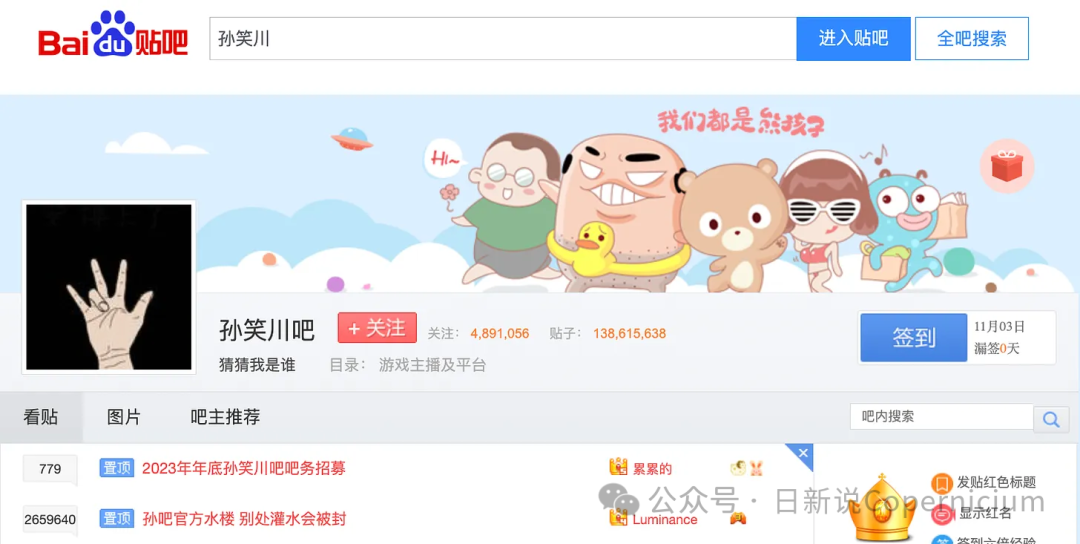 Bai du 贴吧
孙笑川
进入贴吧
全吧搜索
我们都是熊孩子
Hi~
孙笑川吧
+ 关注
关注： 4,891,056 贴子： 138,615,638
猜猜我是谁 目录： 游戏主播及平台
签到
11月03日
漏签0天
看贴 图片 吧主推荐
吧内搜索
779 置顶 2023年年底孙笑川吧吧务招募 累累的
2659640 置顶 孙吧官方水楼 别处灌水会被封 Luminance
发贴红色标题
显示红名
签到六倍经验
公众号 · 日新说Copernicium